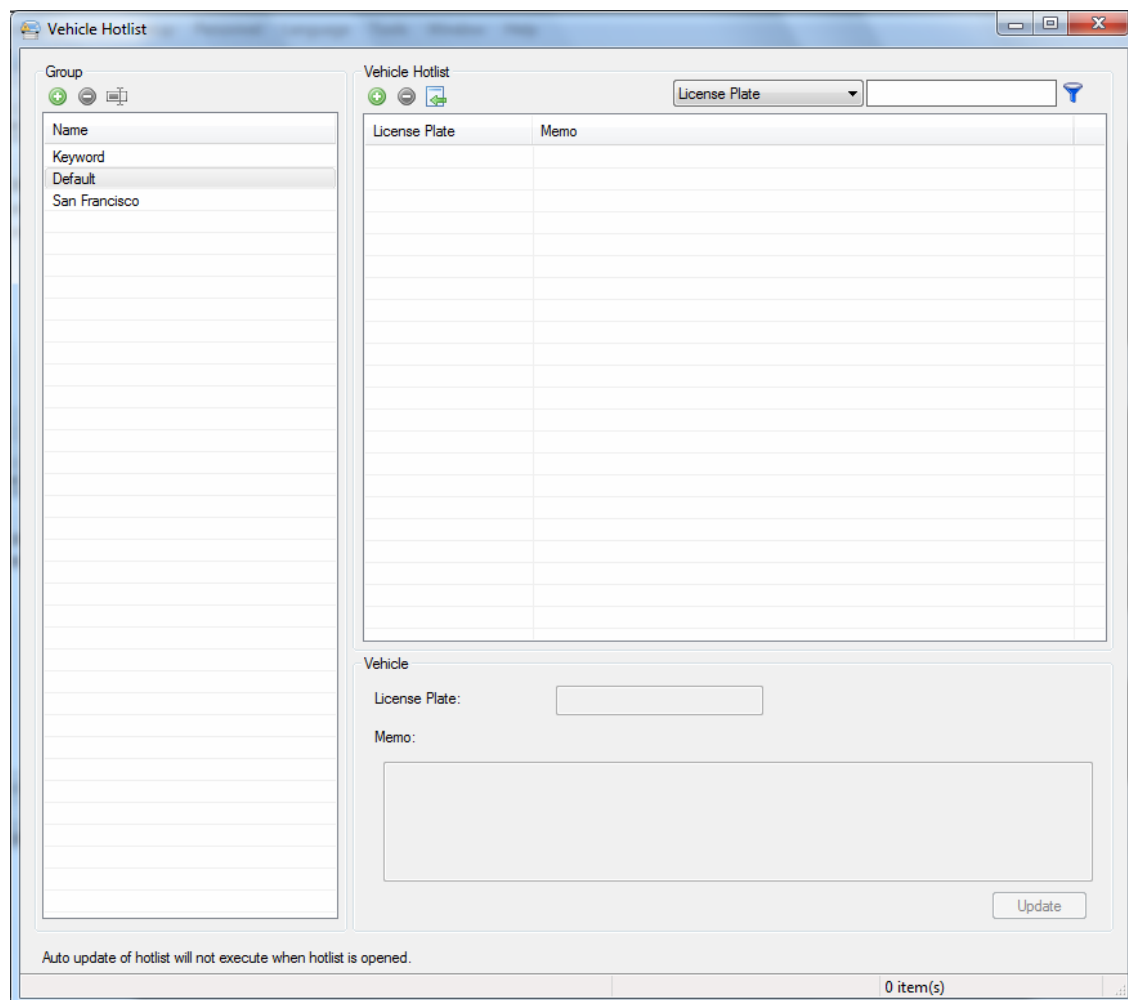 Vehicle Hotlist
Group
Name
Keyword
Default
San Francisco
Vehicle Hotlist
License Plate
License Plate Memo
Vehicle
License Plate:
Memo:
Update
Auto update of hotlist will not execute when hotlist is opened.
0 item(s)